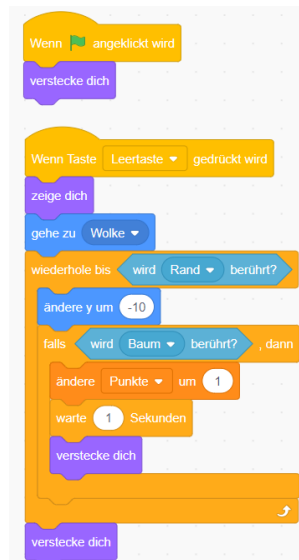 Wenn angeklickt wird
verstecke dich
Wenn Taste Leertaste gedrückt wird
zeige dich
gehe zu Wolke
wiederhole bis wird Rand berührt?
ändere y um -10
falls wird Baum berührt? , dann
ändere Punkte um 1
warte 1 Sekunden
verstecke dich
verstecke dich